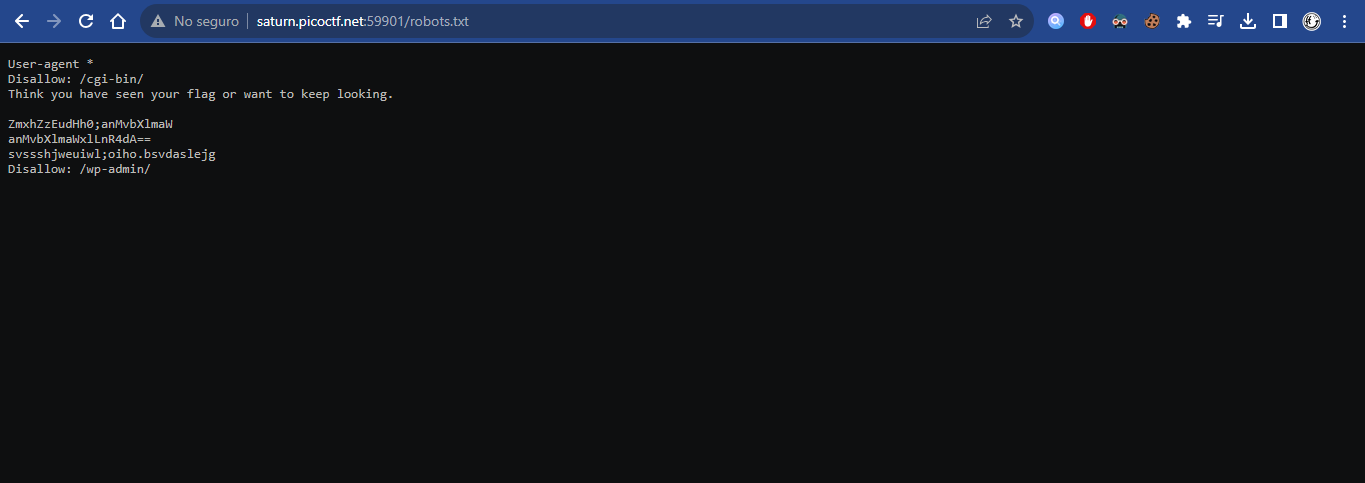 No seguro
saturn.picoctf.net:59901/robots.txt
User-agent *
Disallow: /cgi-bin/
Think you have seen your flag or want to keep looking.
ZmxhZzEudHh0;anMvbXlmaW
anMvbXlmaWxlLnR4dA==
svssshjweuiwl;oiho.bsvdaslejg
Disallow: /wp-admin/